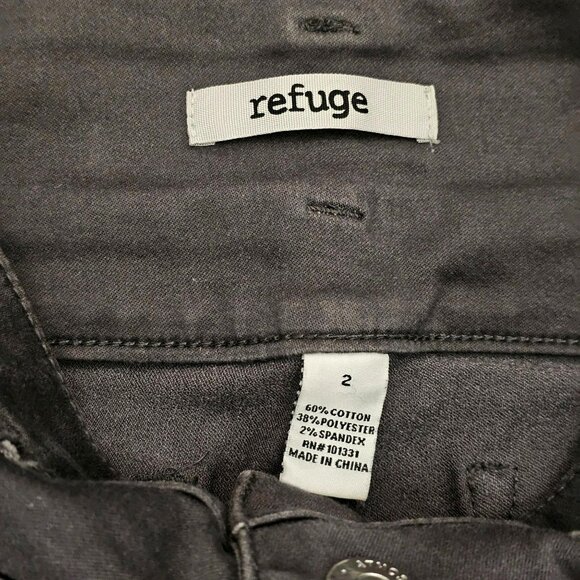 refuge
2
60% COTTON
38% POLYESTER
2% SPANDEX
RN# 101331
MADE IN CHINA